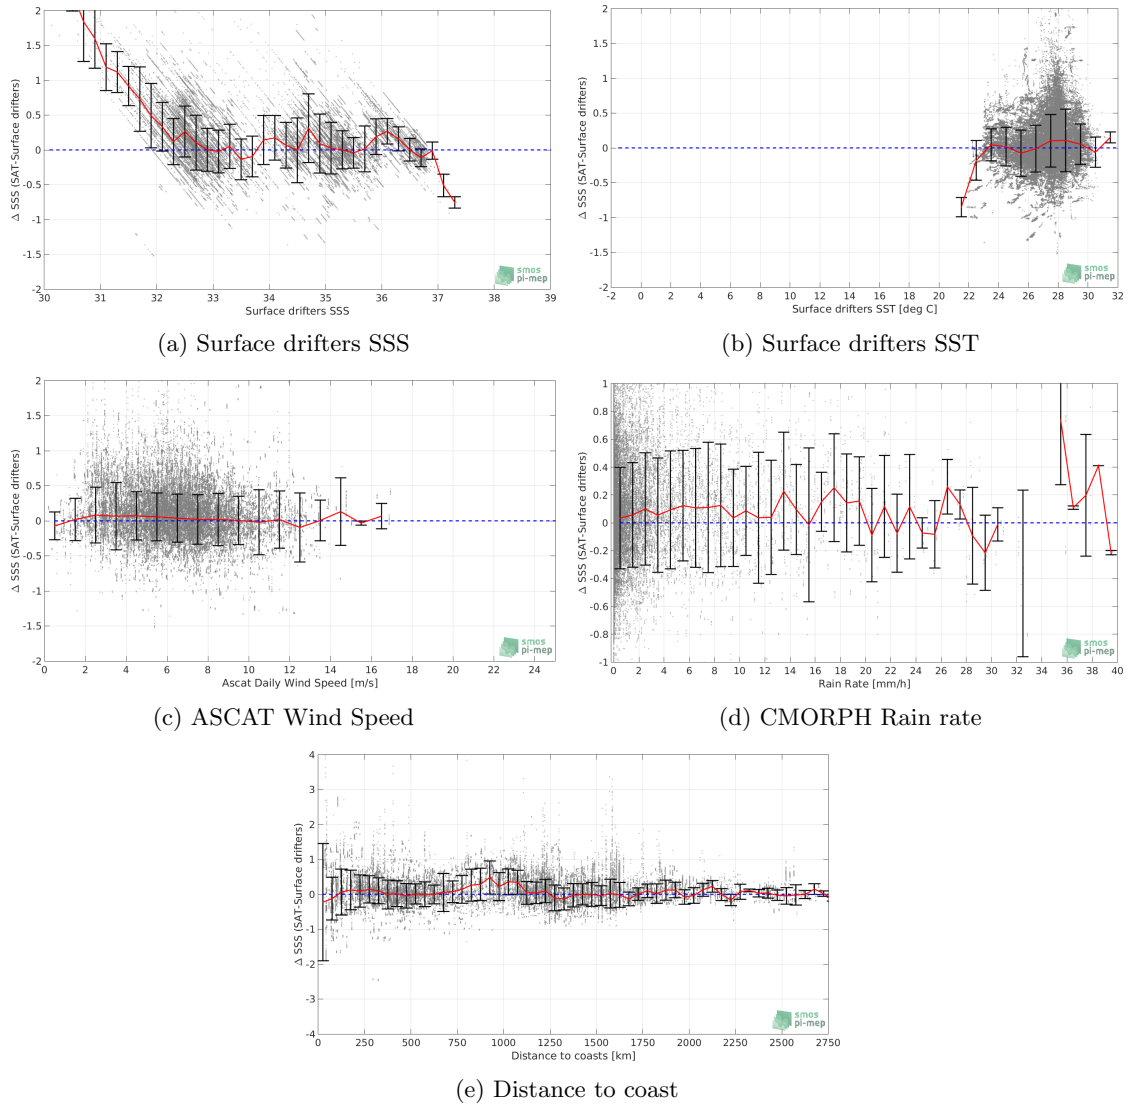 2
1.5
1
0.5
0
-0.5
-1
-1.5
-2
Δ SSS (SAT-Surface drifters)
30 31 32 33 34 35 36 37 38 39
Surface drifters SSS
smos
pi-mep
(a) Surface drifters SSS
2
1.5
1
0.5
0
-0.5
-1
-1.5
-2
Δ SSS (SAT-Surface drifters)
-2 0 2 4 6 8 10 12 14 16 18 20 22 24 26 28 30 32
Surface drifters SST [deg C]
smos
pi-mep
(b) Surface drifters SST
2
1.5
1
0.5
0
-0.5
-1
-1.5
-2
Δ SSS (SAT-Surface drifters)
0 2 4 6 8 10 12 14 16 18 20 22 24
Ascat Daily Wind Speed [m/s]
smos
pi-mep
(c) ASCAT Wind Speed
1
0.8
0.6
0.4
0.2
0
-0.2
-0.4
-0.6
-0.8
-1
Δ SSS (SAT-Surface drifters)
0 2 4 6 8 10 12 14 16 18 20 22 24 26 28 30 32 34 36 38 40
Rain Rate [mm/h]
smos
pi-mep
(d) CMORPH Rain rate
4
3
2
1
0
-1
-2
-3
-4
Δ SSS (SAT-Surface drifters)
0 250 500 750 1000 1250 1500 1750 2000 2250 2500 2750
Distance to coasts [km]
smos
pi-mep
(e) Distance to coast